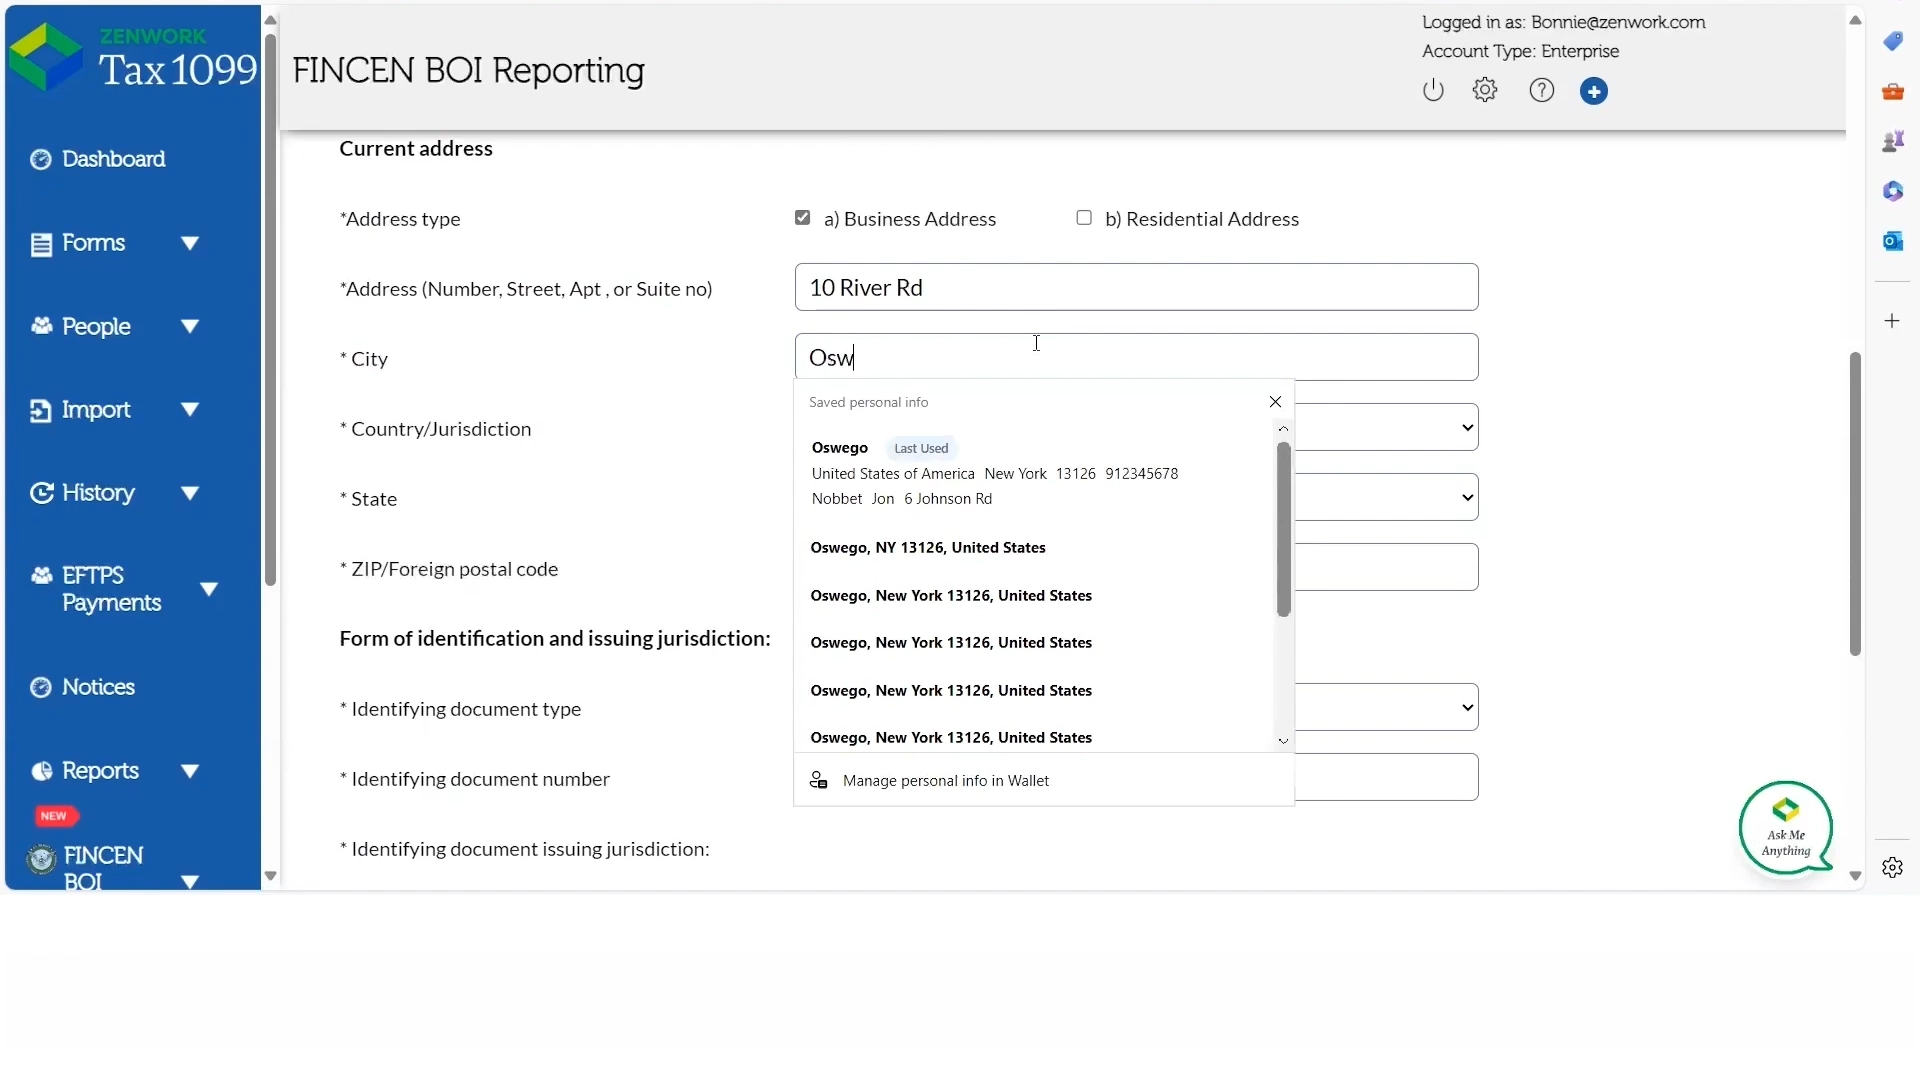 ZENWORK
Tax1099
FINCEN BOI Reporting
Logged in as: Bonnie@zenwork.com
Account Type: Enterprise
Dashboard
Forms
People
Import
History
EFTPS
Payments
Notices
Reports
NEW
FINCEN
BOI
Current address
*Address type
a) Business Address
b) Residential Address
*Address (Number, Street, Apt , or Suite no)
10 River Rd
* City
Osw
Saved personal info
Oswego Last Used
United States of America New York 13126 912345678
Nobbet Jon 6 Johnson Rd
Oswego, NY 13126, United States
Oswego, New York 13126, United States
Oswego, New York 13126, United States
Oswego, New York 13126, United States
Oswego, New York 13126, United States
Manage personal info in Wallet
* Country/Jurisdiction
* State
* ZIP/Foreign postal code
Form of identification and issuing jurisdiction:
* Identifying document type
* Identifying document number
* Identifying document issuing jurisdiction:
Ask Me
Anything